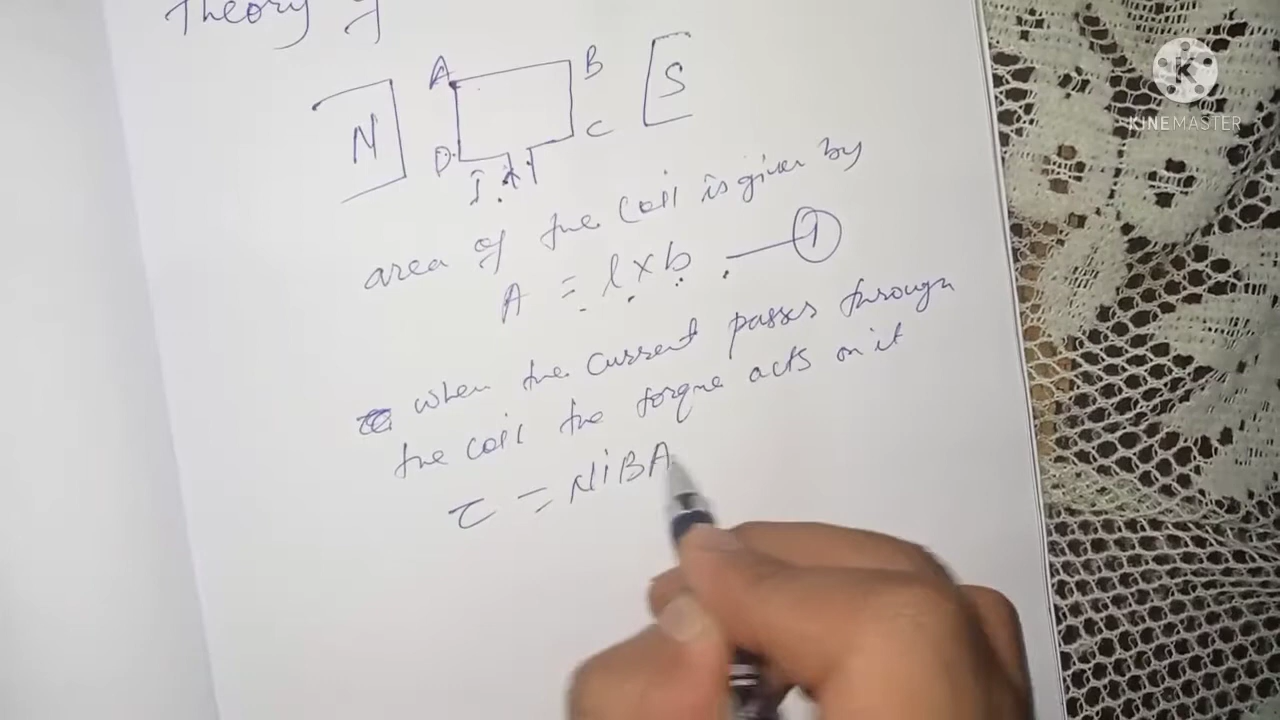 Theory of
A
B
N
S
D
C
I
area of the coil is given by
A = l x b. — 1
when the current passes through
the coil the torque acts on it
τ = NiBA
K
KINEMASTER